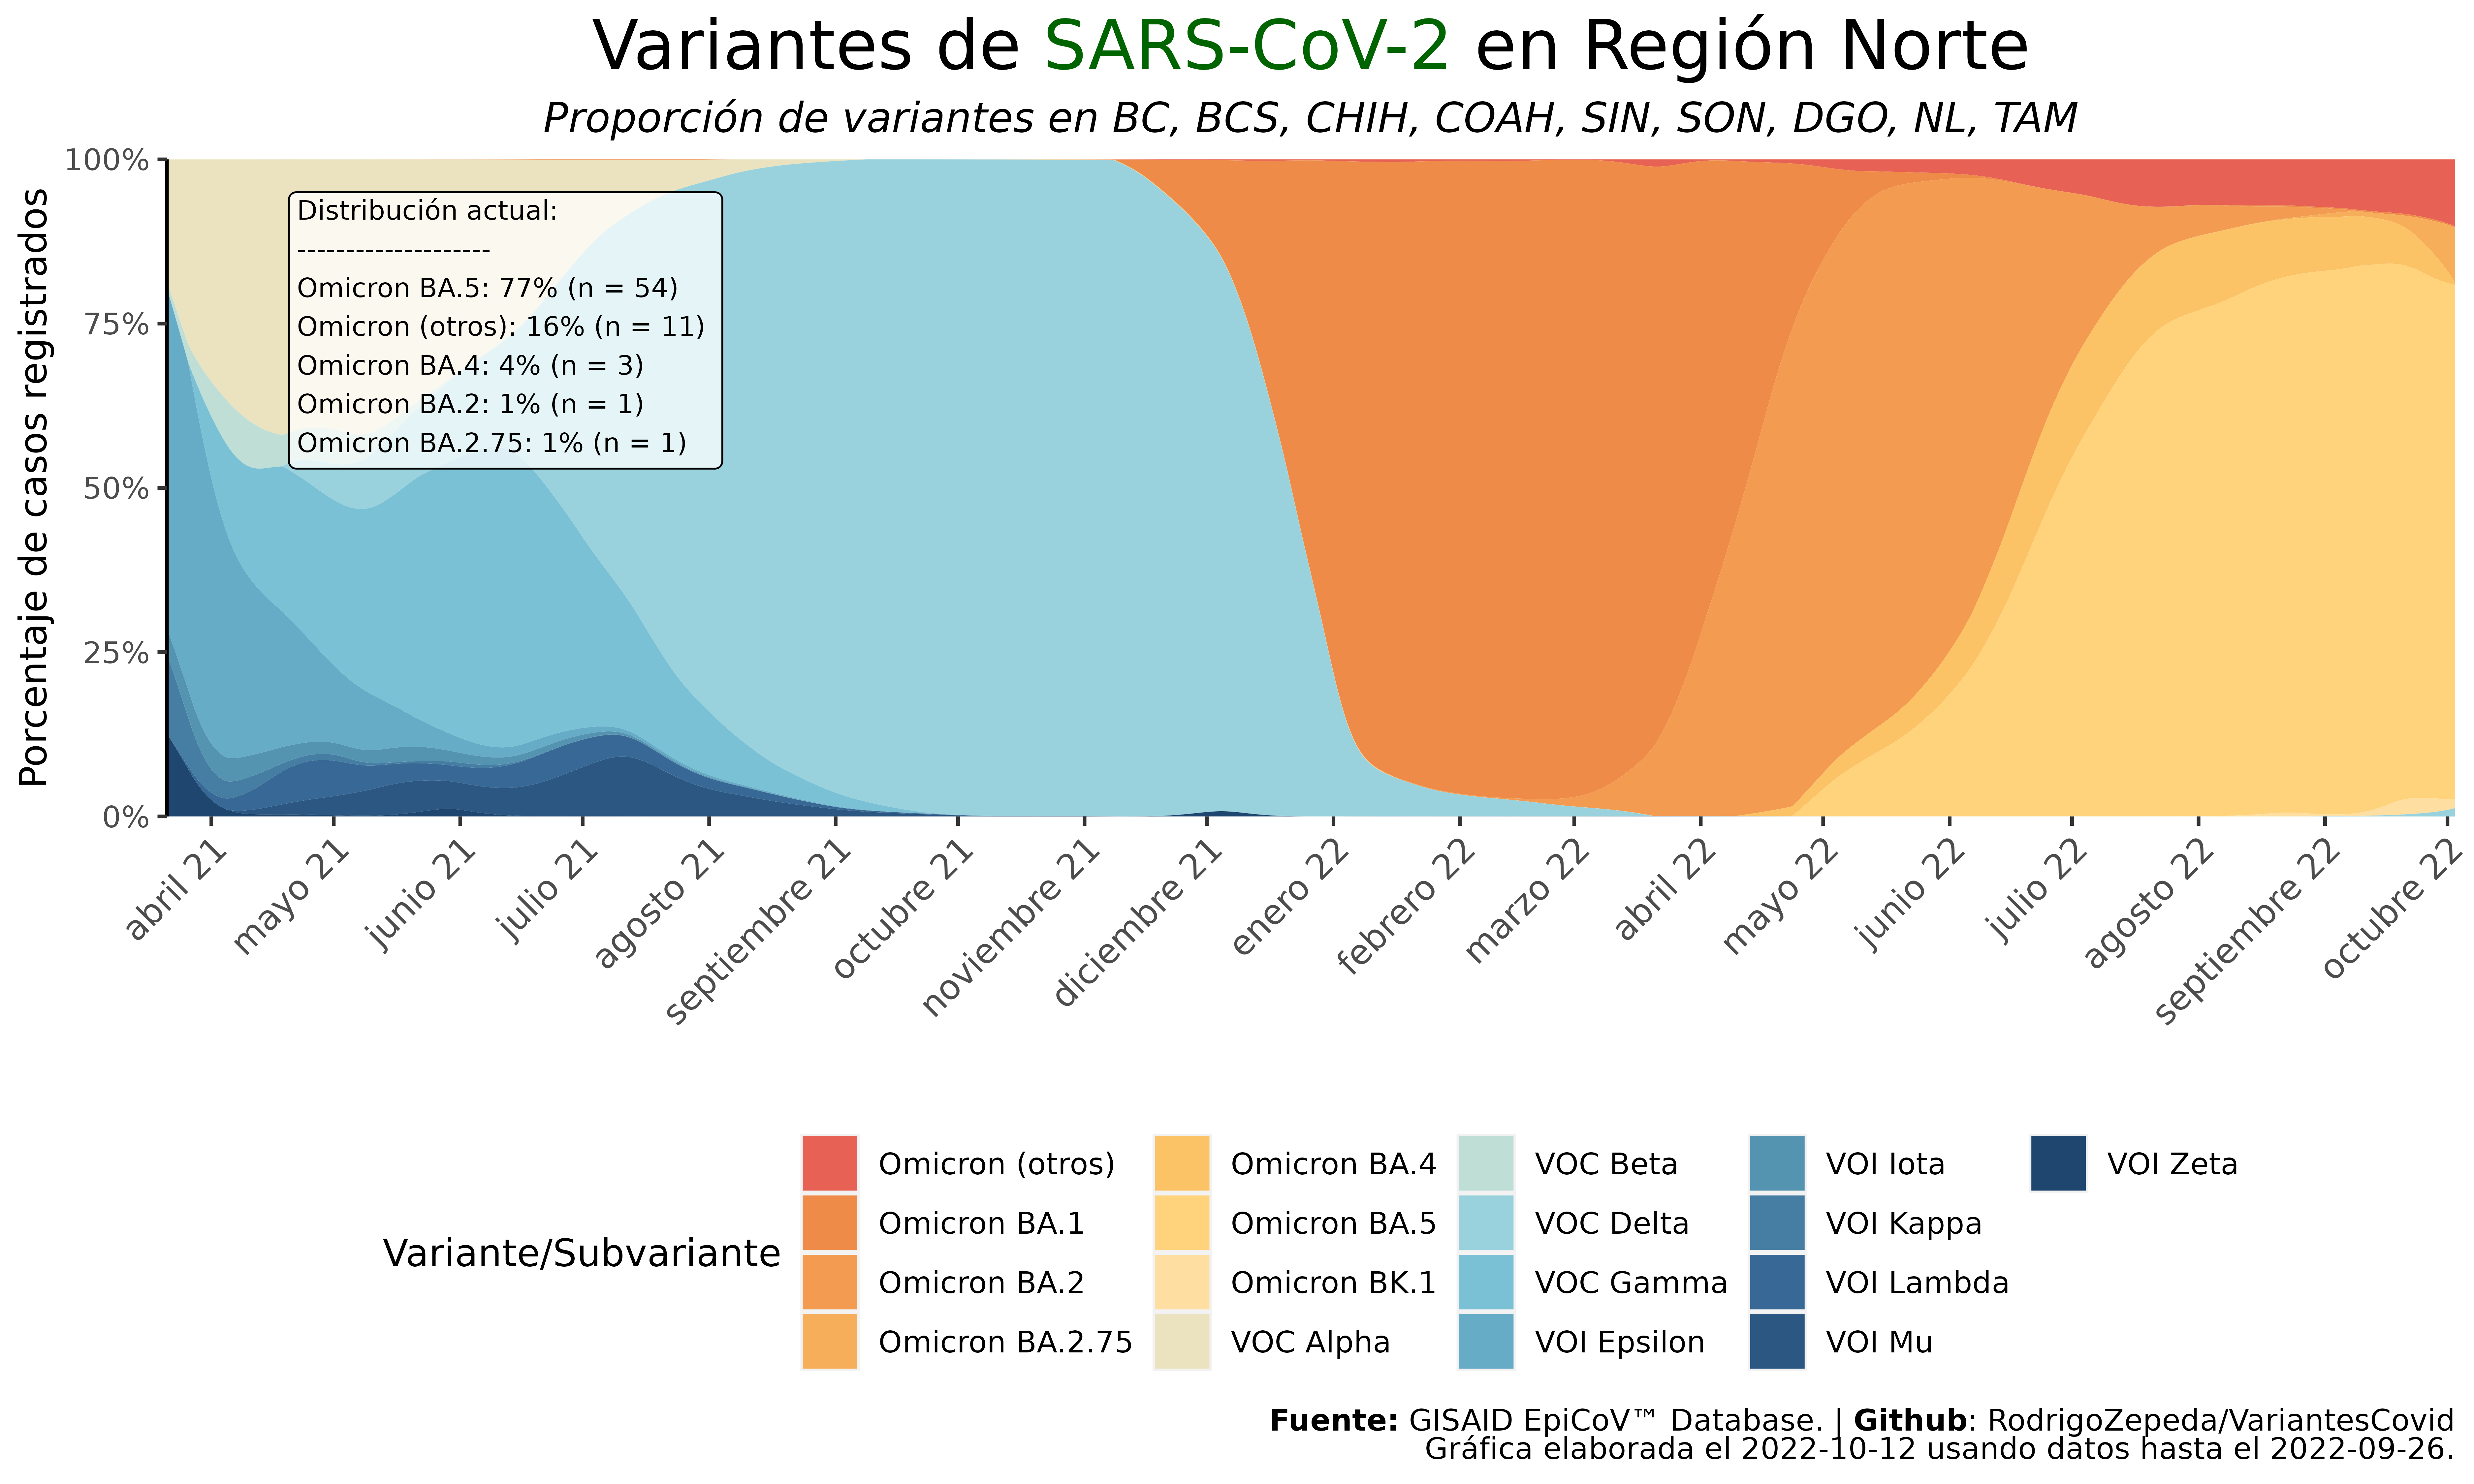 Variantes de SARS-CoV-2 en Región Norte
Proporción de variantes en BC, BCS, CHIH, COAH, SIN, SON, DGO, NL, TAM
Porcentaje de casos registrados
100%
75%
50%
25%
0%
Distribución actual:
--------------------
Omicron BA.5: 77% (n = 54)
Omicron (otros): 16% (n = 11)
Omicron BA.4: 4% (n = 3)
Omicron BA.2: 1% (n = 1)
Omicron BA.2.75: 1% (n = 1)
abril 21
mayo 21
junio 21
julio 21
agosto 21
septiembre 21
octubre 21
noviembre 21
diciembre 21
enero 22
febrero 22
marzo 22
abril 22
mayo 22
junio 22
julio 22
agosto 22
septiembre 22
octubre 22
Variante/Subvariante
Omicron (otros)
Omicron BA.1
Omicron BA.2
Omicron BA.2.75
Omicron BA.4
Omicron BA.5
Omicron BK.1
VOC Alpha
VOC Beta
VOC Delta
VOC Gamma
VOI Epsilon
VOI Iota
VOI Kappa
VOI Lambda
VOI Mu
VOI Zeta
Fuente: GISAID EpiCoV™ Database. | Github: RodrigoZepeda/VariantesCovid
Gráfica elaborada el 2022-10-12 usando datos hasta el 2022-09-26.